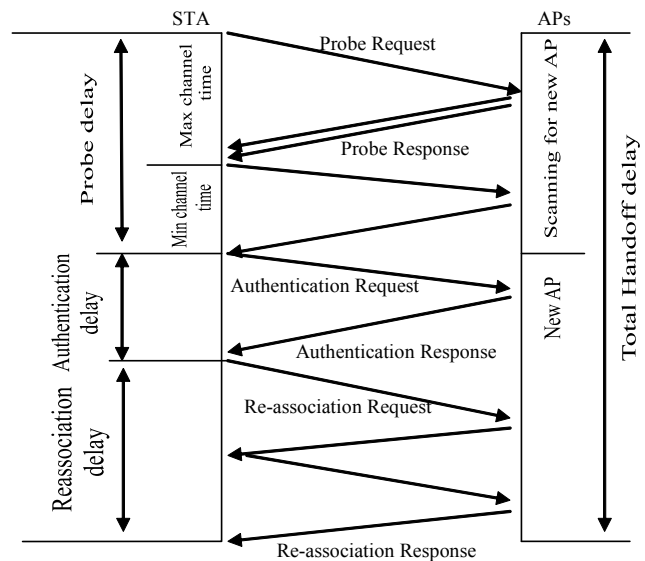 STA
APs
Probe Request
Max channel
time
Probe delay
Scanning for new AP
Probe Response
Min channel
time
Total Handoff delay
Authentication
delay
Authentication Request
New AP
Authentication Response
Re-association Request
Reassociation
delay
Re-association Response